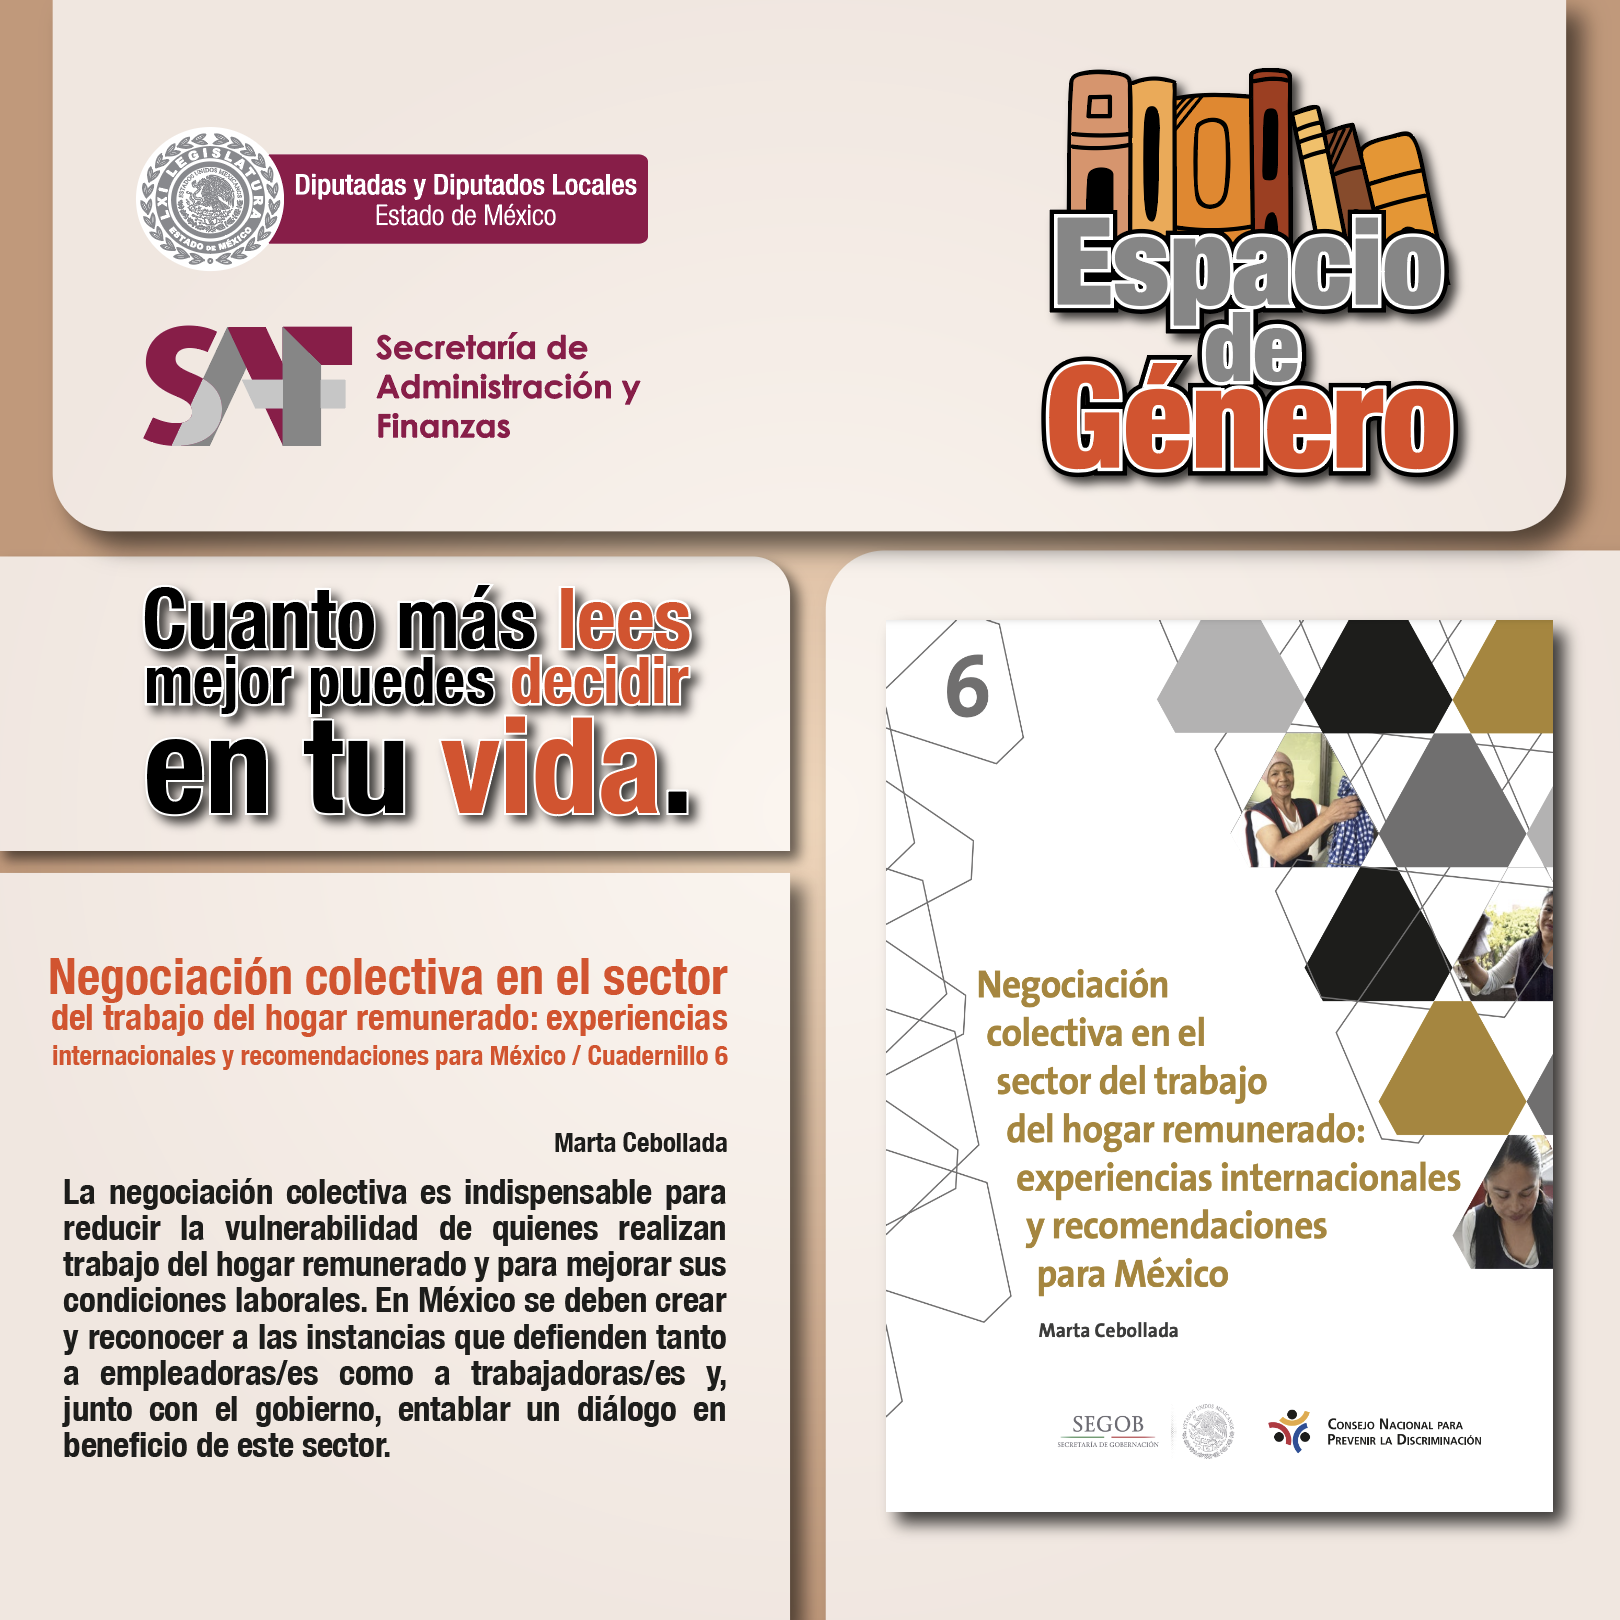 LXI LEGISLATURA
ESTADO DE MÉXICO
ESTADOS UNIDOS MEXICANOS
Diputadas y Diputados Locales
Estado de México
SAF
Secretaría de
Administración y
Finanzas
Espacio
de
Género
Cuanto más lees
mejor puedes decidir
en tu vida.
Negociación colectiva en el sector
del trabajo del hogar remunerado: experiencias
internacionales y recomendaciones para México / Cuadernillo 6
Marta Cebollada
La negociación colectiva es indispensable para
reducir la vulnerabilidad de quienes realizan
trabajo del hogar remunerado y para mejorar sus
condiciones laborales. En México se deben crear
y reconocer a las instancias que defienden tanto
a empleadoras/es como a trabajadoras/es y,
junto con el gobierno, entablar un diálogo en
beneficio de este sector.
6
Negociación
colectiva en el
sector del trabajo
del hogar remunerado:
experiencias internacionales
y recomendaciones
para México
Marta Cebollada
SEGOB
SECRETARÍA DE GOBERNACIÓN
ESTADOS UNIDOS MEXICANOS
CONSEJO NACIONAL PARA
PREVENIR LA DISCRIMINACIÓN